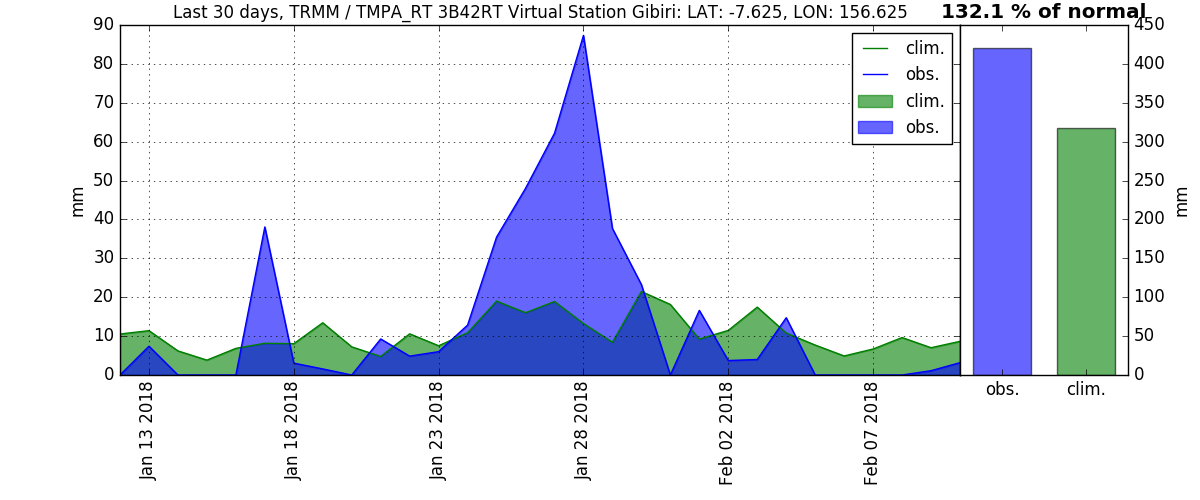 Last 30 days, TRMM / TMPA_RT 3B42RT Virtual Station Gibiri: LAT: -7.625, LON: 156.625
132.1 % of normal
90
80
70
60
50
40
30
20
10
0
mm
clim.
obs.
clim.
obs.
Jan 13 2018
Jan 18 2018
Jan 23 2018
Jan 28 2018
Feb 02 2018
Feb 07 2018
450
400
350
300
250
200
150
100
50
0
mm
obs.
clim.